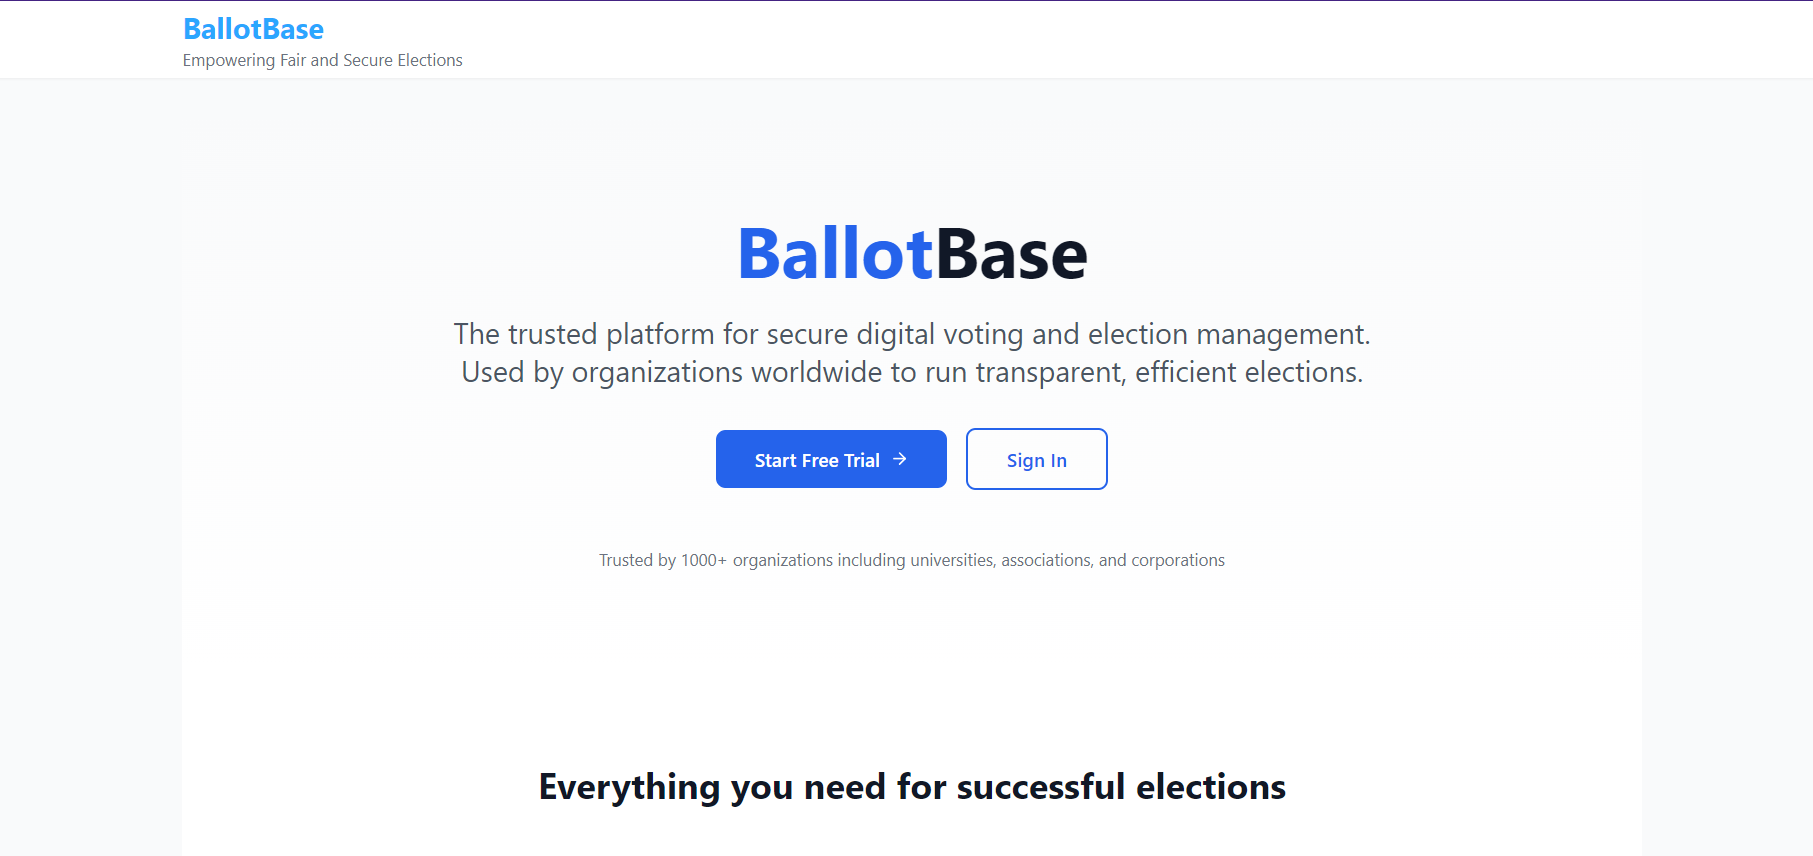 BallotBase
Empowering Fair and Secure Elections
BallotBase
The trusted platform for secure digital voting and election management.
Used by organizations worldwide to run transparent, efficient elections.
Start Free Trial →
Sign In
Trusted by 1000+ organizations including universities, associations, and corporations
Everything you need for successful elections